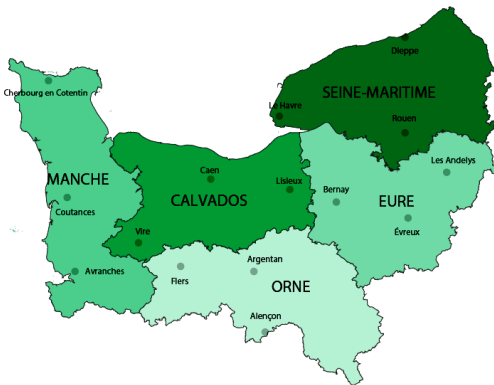 Dieppe
Cherbourg en Cotentin
SEINE-MARITIME
Le Havre
Rouen
Les Andelys
Caen
MANCHE
Lisieux
Bernay
CALVADOS
EURE
Coutances
Évreux
Vire
Argentan
Avranches
Flers
ORNE
Alençon